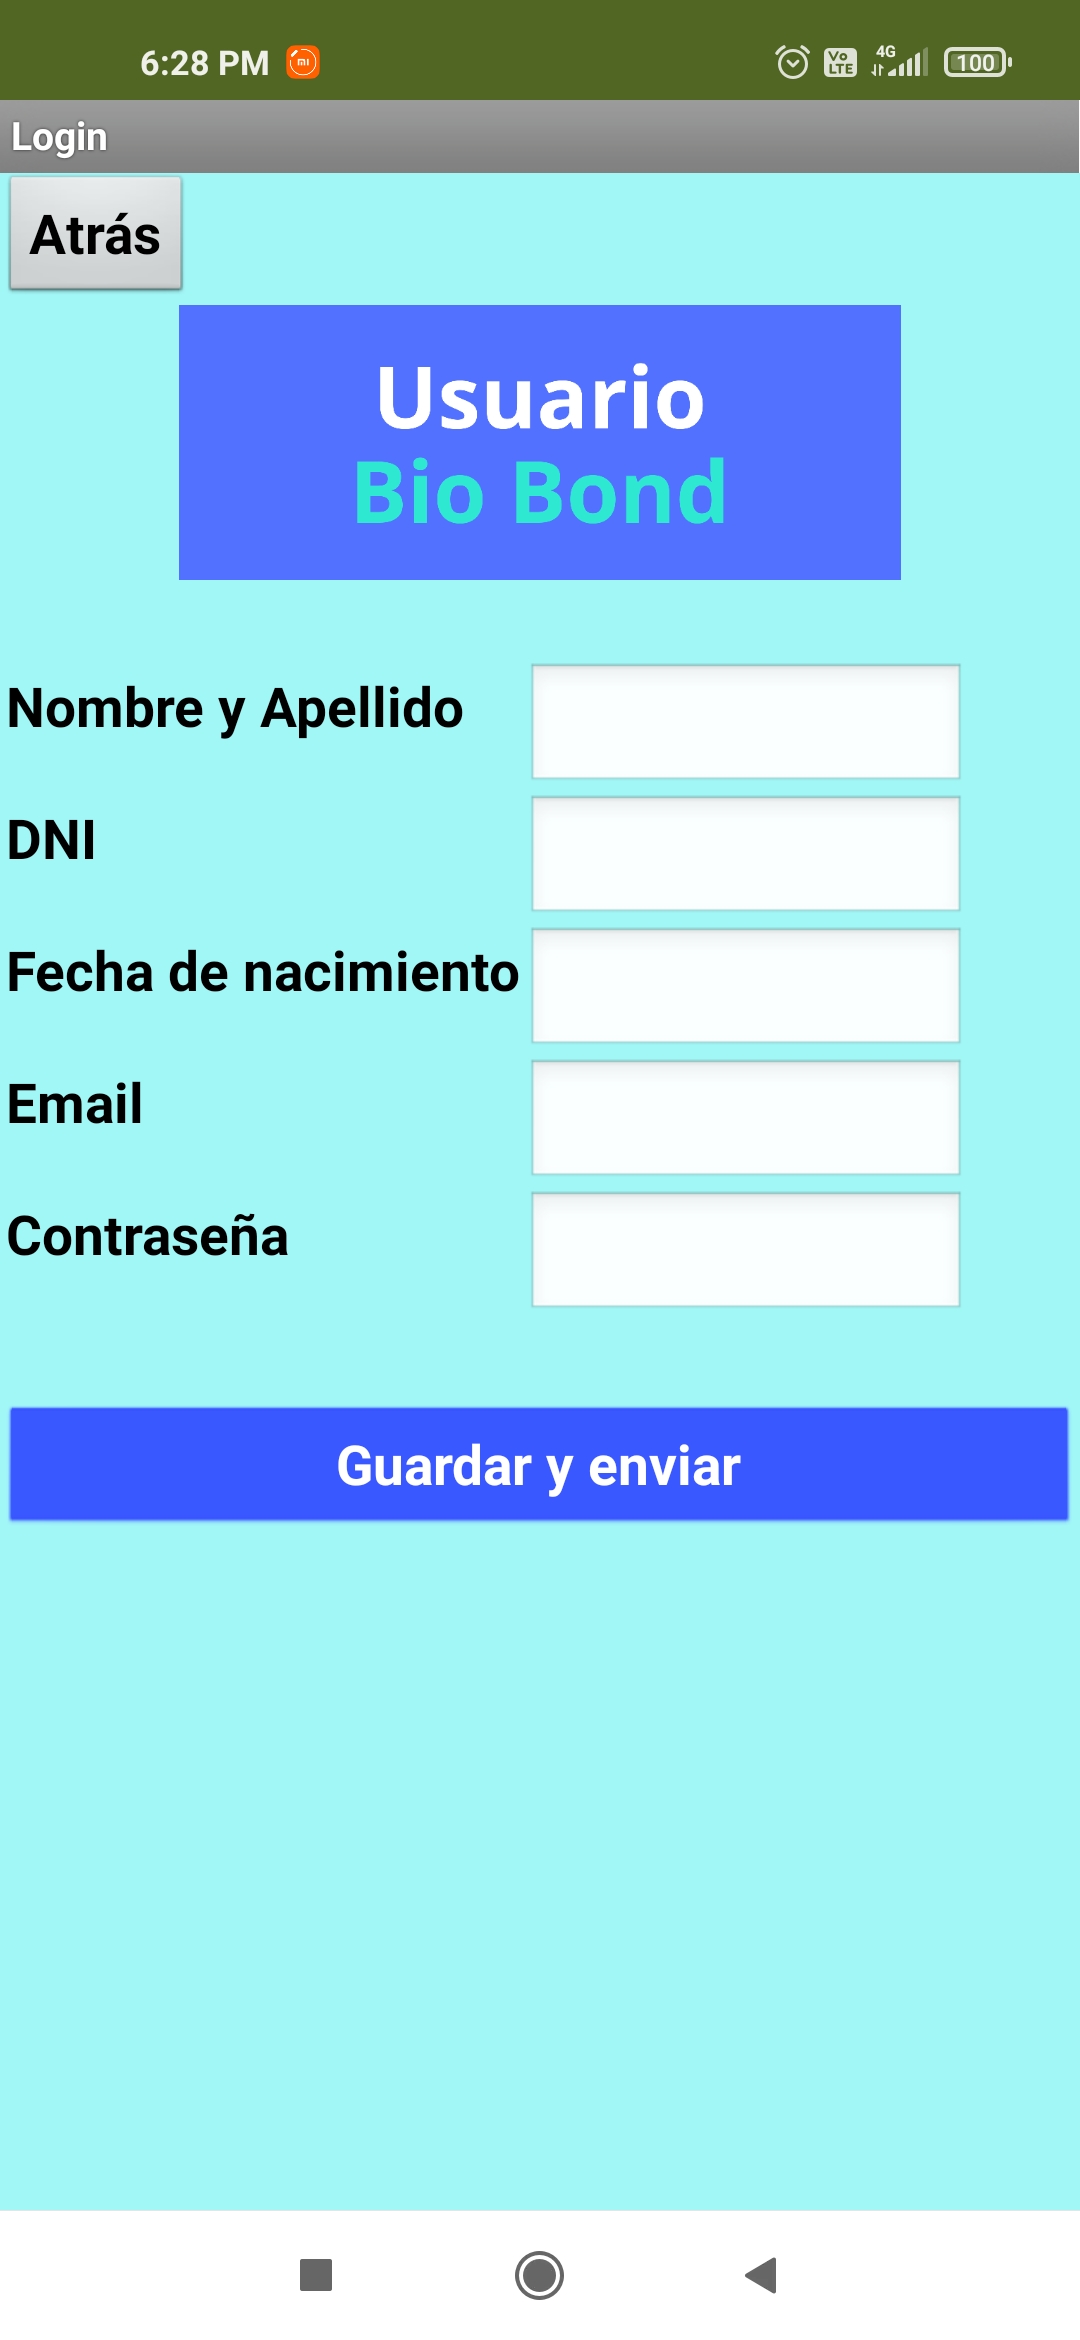 6:28 PM
Vo LTE
4G
100
Login
Atrás
Usuario
Bio Bond
Nombre y Apellido
DNI
Fecha de nacimiento
Email
Contraseña
Guardar y enviar